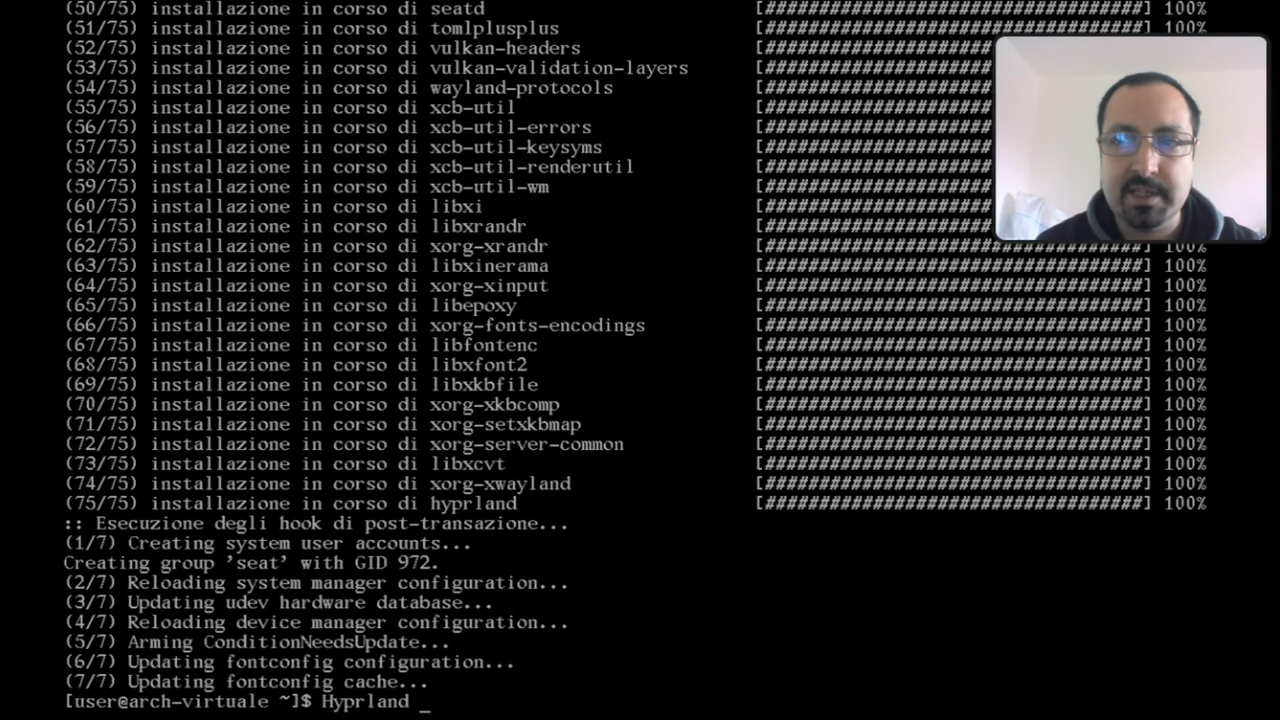 (50/75) installazione in corso di seatd [###################################] 100%
(51/75) installazione in corso di tomlplusplus [###################################] 100%
(52/75) installazione in corso di vulkan-headers [#####################
(53/75) installazione in corso di vulkan-validation-layers [#####################
(54/75) installazione in corso di wayland-protocols [#####################
(55/75) installazione in corso di xcb-util [#####################
(56/75) installazione in corso di xcb-util-errors [#####################
(57/75) installazione in corso di xcb-util-keysyms [#####################
(58/75) installazione in corso di xcb-util-renderutil [#####################
(59/75) installazione in corso di xcb-util-wm [#####################
(60/75) installazione in corso di libxi [#####################
(61/75) installazione in corso di libxrandr [#####################
(62/75) installazione in corso di xorg-xrandr [###################################] 100%
(63/75) installazione in corso di libxinerama [###################################] 100%
(64/75) installazione in corso di xorg-xinput [###################################] 100%
(65/75) installazione in corso di libepoxy [###################################] 100%
(66/75) installazione in corso di xorg-fonts-encodings [###################################] 100%
(67/75) installazione in corso di libfontenc [###################################] 100%
(68/75) installazione in corso di libxfont2 [###################################] 100%
(69/75) installazione in corso di libxkbfile [###################################] 100%
(70/75) installazione in corso di xorg-xkbcomp [###################################] 100%
(71/75) installazione in corso di xorg-setxkbmap [###################################] 100%
(72/75) installazione in corso di xorg-server-common [###################################] 100%
(73/75) installazione in corso di libxcvt [###################################] 100%
(74/75) installazione in corso di xorg-xwayland [###################################] 100%
(75/75) installazione in corso di hyprland [###################################] 100%
:: Esecuzione degli hook di post-transazione...
(1/7) Creating system user accounts...
Creating group 'seat' with GID 972.
(2/7) Reloading system manager configuration...
(3/7) Updating udev hardware database...
(4/7) Reloading device manager configuration...
(5/7) Arming ConditionNeedsUpdate...
(6/7) Updating fontconfig configuration...
(7/7) Updating fontconfig cache...
[user@arch-virtuale ~]$ Hyprland _